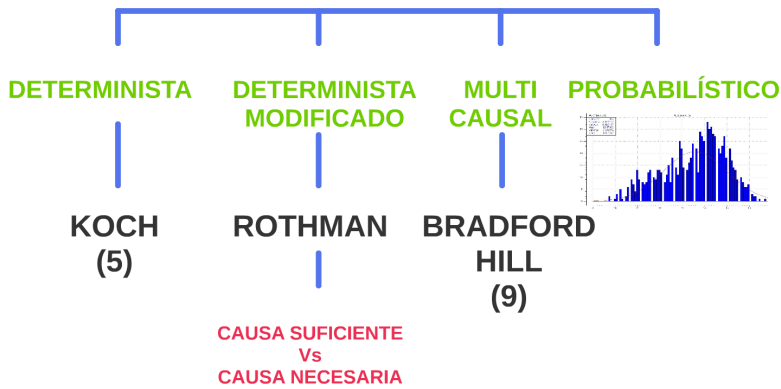 DETERMINISTA
DETERMINISTA
MODIFICADO
MULTI
CAUSAL
PROBABILÍSTICO
KOCH
(5)
ROTHMAN
BRADFORD
HILL
(9)
CAUSA SUFICIENTE
Vs
CAUSA NECESARIA